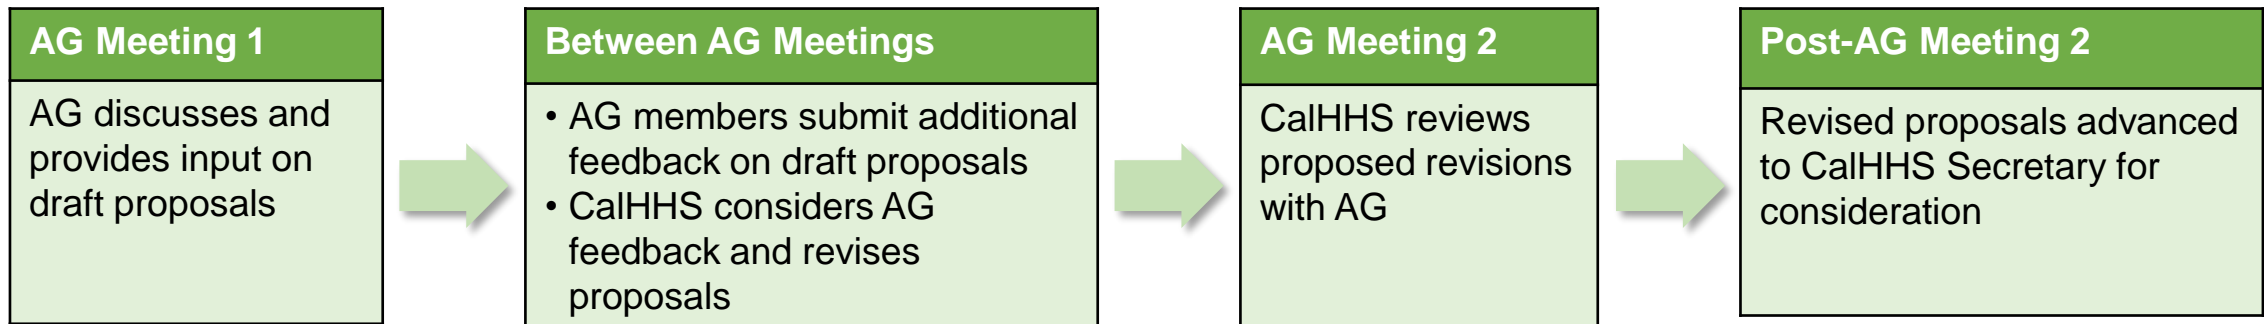 AG Meeting 1
AG discusses and
provides input on
draft proposals
Between AG Meetings
• AG members submit additional
feedback on draft proposals
• CalHHS considers AG
feedback and revises
proposals
AG Meeting 2
CalHHS reviews
proposed revisions
with AG
Post-AG Meeting 2
Revised proposals advanced
to CalHHS Secretary for
consideration